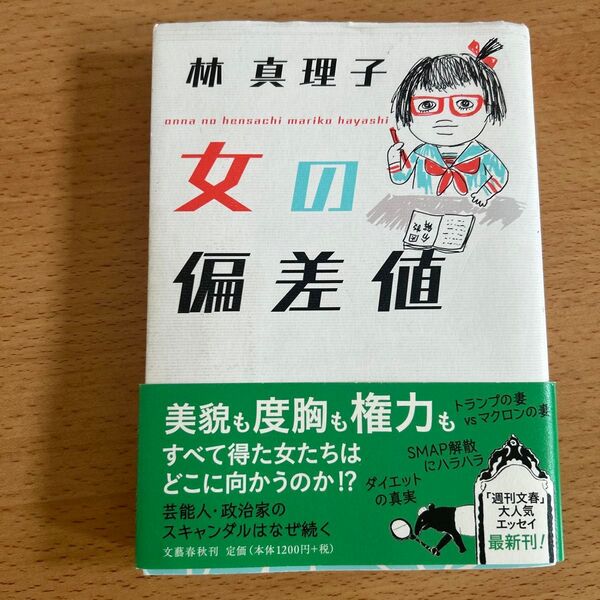 林 真理子
onna no hensachi mariko hayashi
女の
偏差値
美貌も度胸も権力も
すべて得た女たちは
どこに向かうのか!?
芸能人・政治家の
スキャンダルはなぜ続く
文藝春秋刊 定価(本体1200円+税)
トランプの妻
vsマクロンの妻
SMAP解散
にハラハラ
ダイエット
の真実
「週刊文春」
大人気
エッセイ
最新刊!